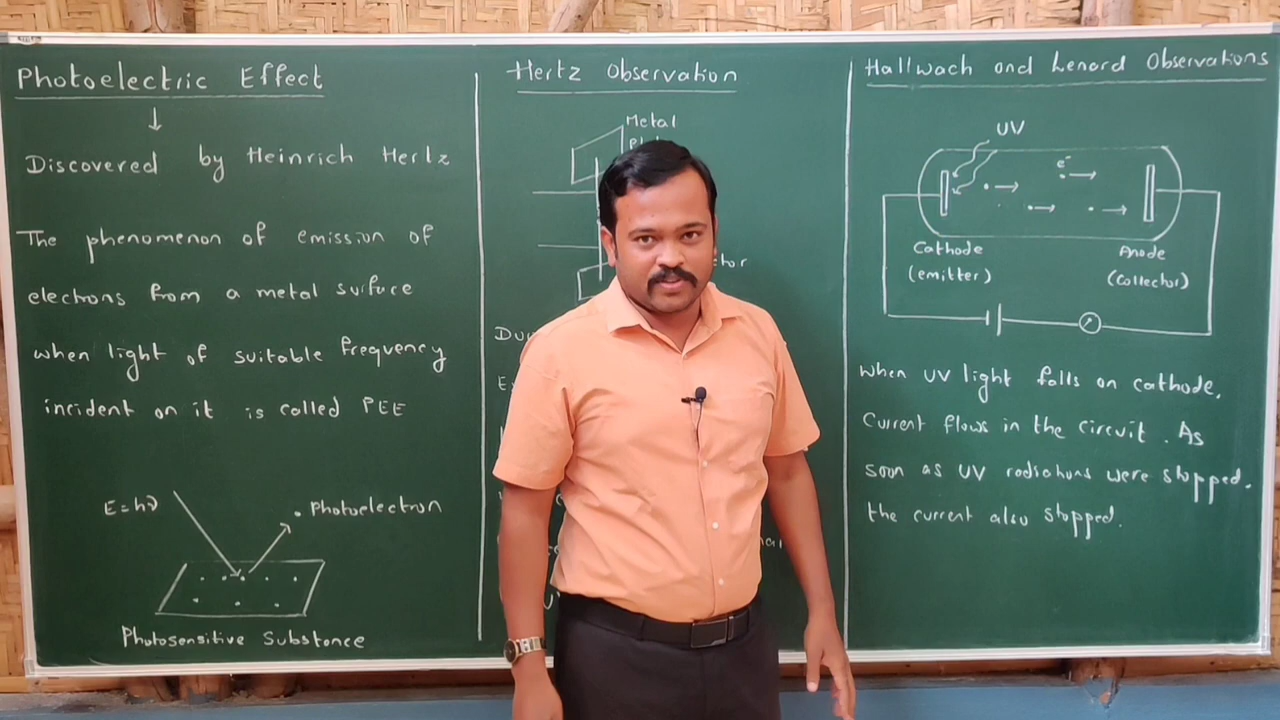 Photoelectric Effect
Discovered by Heinrich Hertz
The phenomenon of emission of
electrons from a metal surface
when light of suitable frequency
incident on it is called PEE
E=hν
Photoelectron
Photosensitive Substance
Hertz Observation
Metal
Hallwach and Lenard Observations
UV
e-
Cathode
(emitter)
Anode
(collector)
When UV light falls on cathode,
Current flows in the circuit. As
soon as UV radiations were stopped.
the current also stopped.